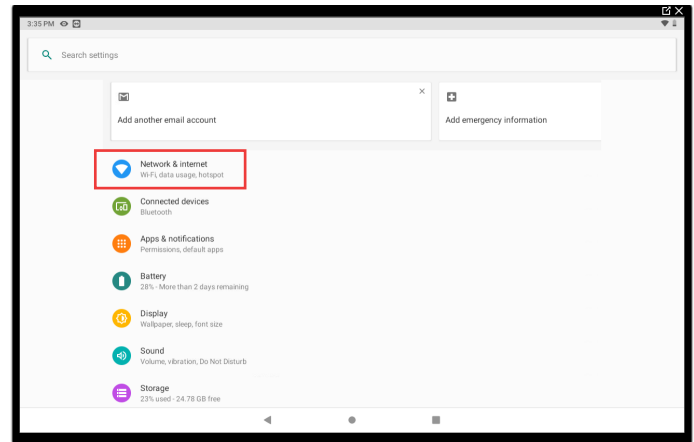 3:35 PM
Search settings
Add another email account
Add emergency information
Network & internet
Wi-Fi, data usage, hotspot
Connected devices
Bluetooth
Apps & notifications
Permissions, default apps
Battery
28% - More than 2 days remaining
Display
Wallpaper, sleep, font size
Sound
Volume, vibration, Do Not Disturb
Storage
23% used - 24.78 GB free